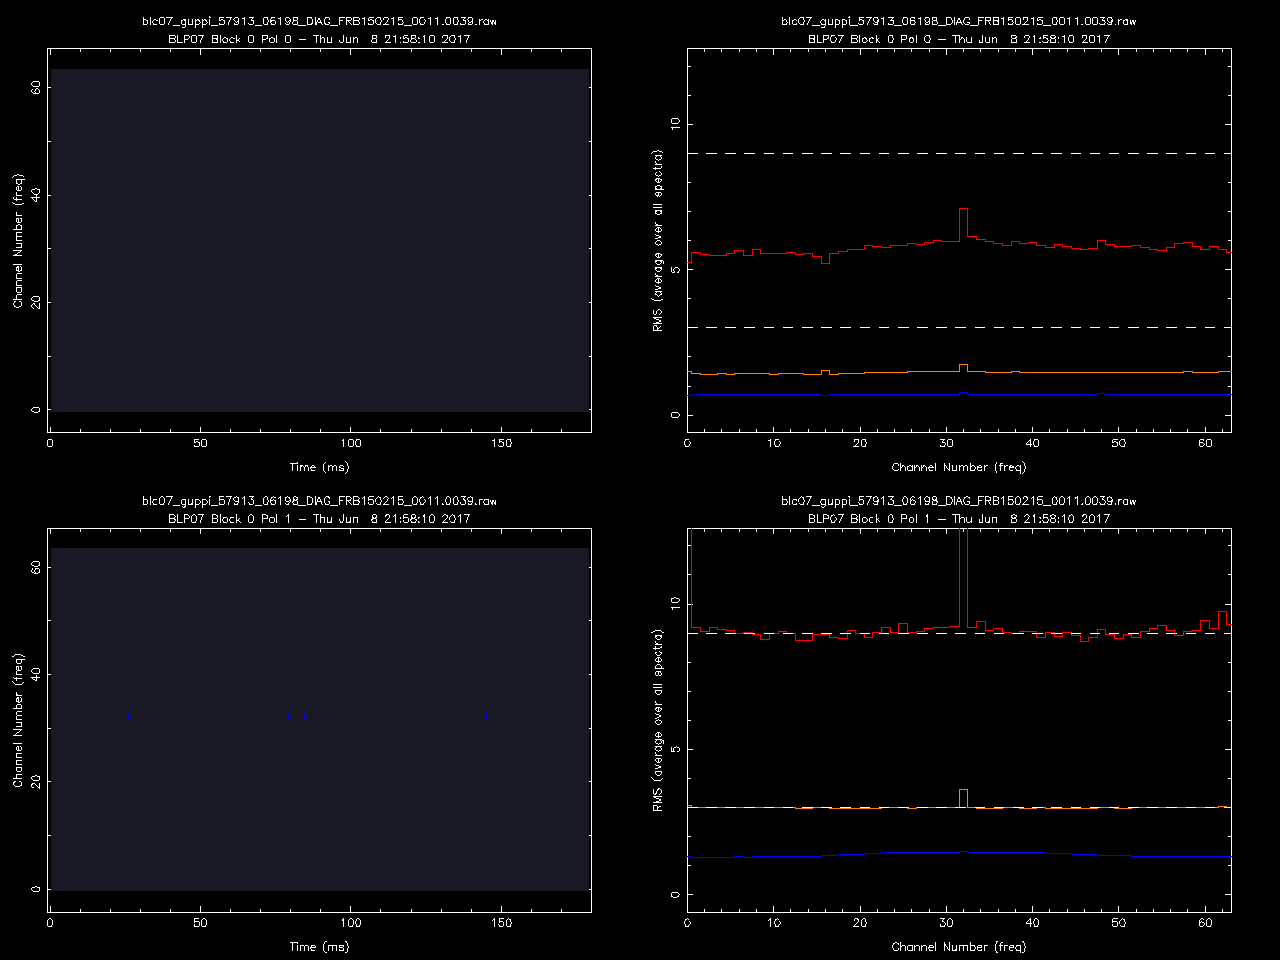 blc07_guppi_57913_06198_DIAG_FRB150215_0011.0039.raw
BLP07 Block 0 Pol 0 – Thu Jun  8 21:58:10 2017
Channel Number (freq)
60
40
20
0
0 50 100 150
Time (ms)
blc07_guppi_57913_06198_DIAG_FRB150215_0011.0039.raw
BLP07 Block 0 Pol 0 – Thu Jun  8 21:58:10 2017
RMS (average over all spectra)
10
5
0
0 10 20 30 40 50 60
Channel Number (freq)
blc07_guppi_57913_06198_DIAG_FRB150215_0011.0039.raw
BLP07 Block 0 Pol 1 – Thu Jun  8 21:58:10 2017
Channel Number (freq)
60
40
20
0
0 50 100 150
Time (ms)
blc07_guppi_57913_06198_DIAG_FRB150215_0011.0039.raw
BLP07 Block 0 Pol 1 – Thu Jun  8 21:58:10 2017
RMS (average over all spectra)
10
5
0
0 10 20 30 40 50 60
Channel Number (freq)